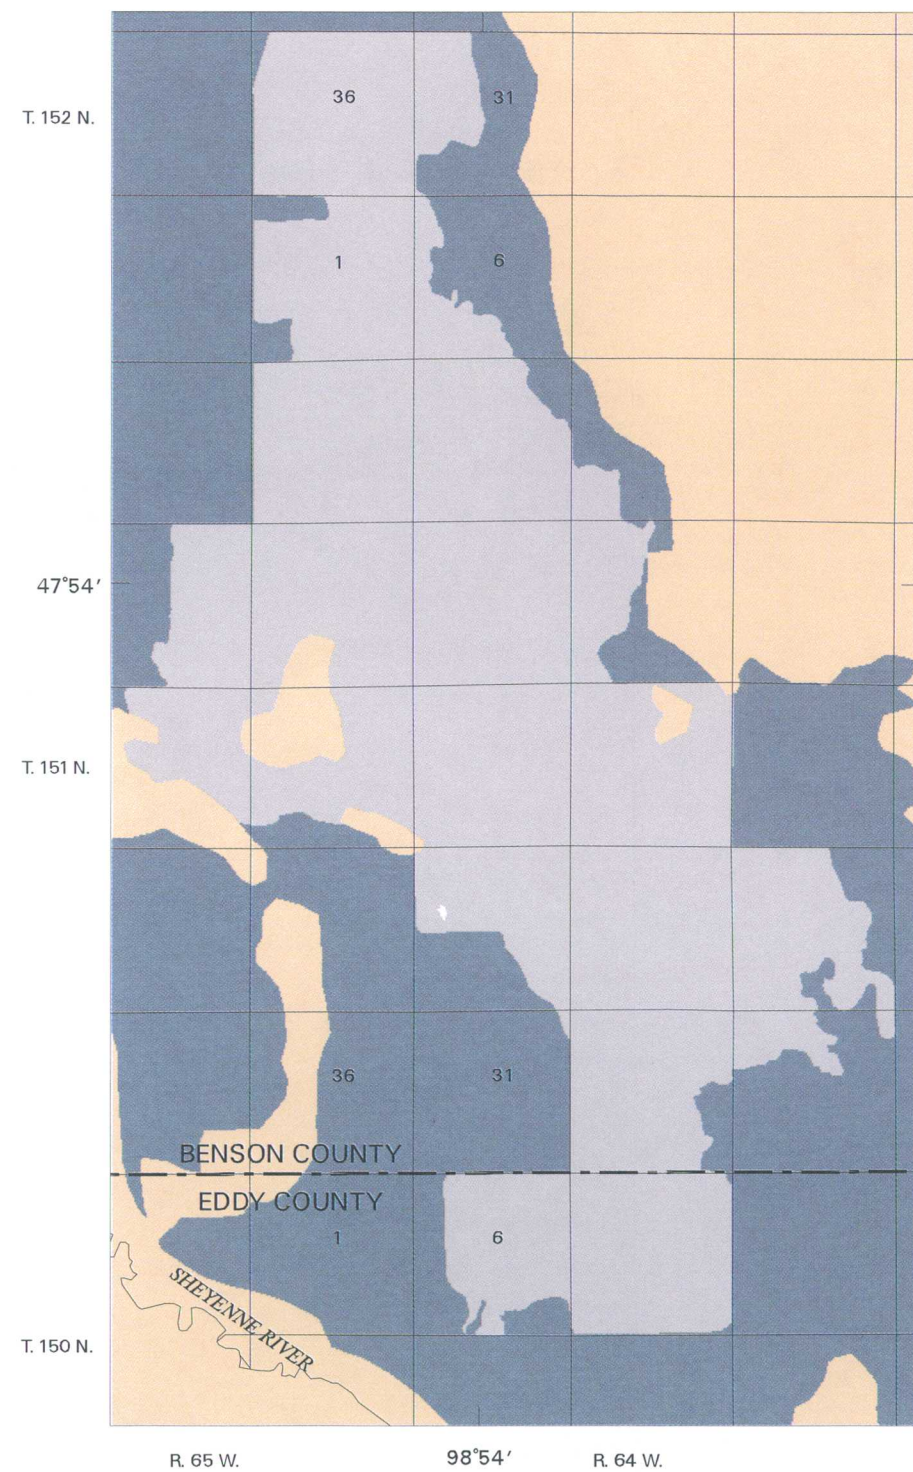 36
31
T. 152 N.
1
6
47°54′
T. 151 N.
36
31
BENSON COUNTY
EDDY COUNTY
1
6
SHEYENNE RIVER
T. 150 N.
R. 65 W.
98°54′
R. 64 W.